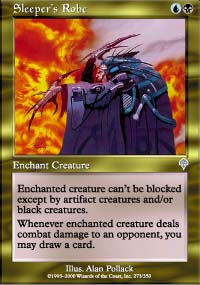 Sleeper's Robe
Enchant Creature
Enchanted creature can't be blocked
except by artifact creatures and/or
black creatures.
Whenever enchanted creature deals
combat damage to an opponent, you
may draw a card.
Illus. Alan Pollack
©1993-2000 Wizards of the Coast, Inc. 273/350